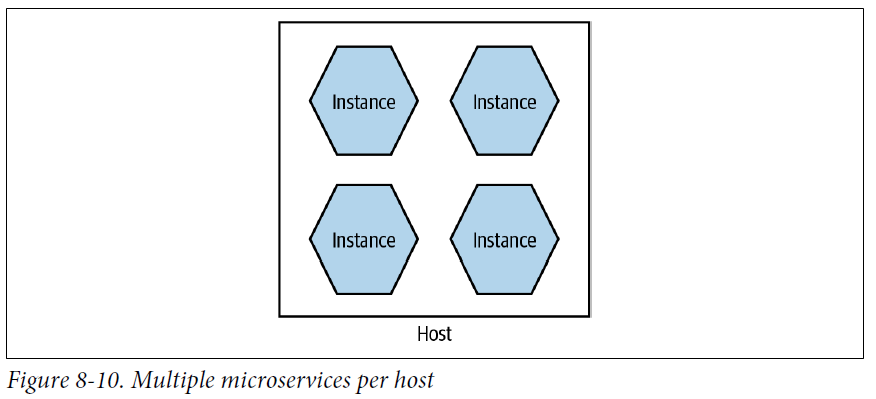 Instance Instance
Instance Instance
Host
Figure 8-10. Multiple microservices per host